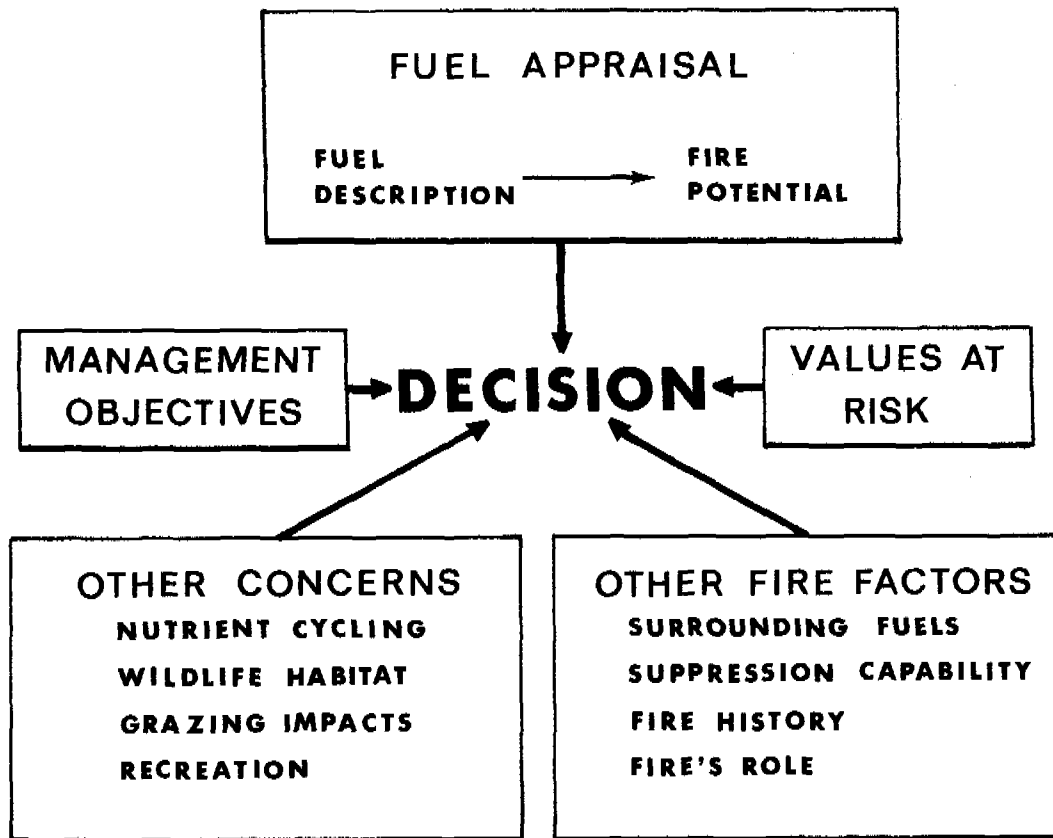 FUEL APPRAISAL
FUEL
DESCRIPTION
FIRE
POTENTIAL
MANAGEMENT
OBJECTIVES
DECISION
VALUES AT
RISK
OTHER CONCERNS
NUTRIENT CYCLING
WILDLIFE HABITAT
GRAZING IMPACTS
RECREATION
OTHER FIRE FACTORS
SURROUNDING FUELS
SUPPRESSION CAPABILITY
FIRE HISTORY
FIRE'S ROLE